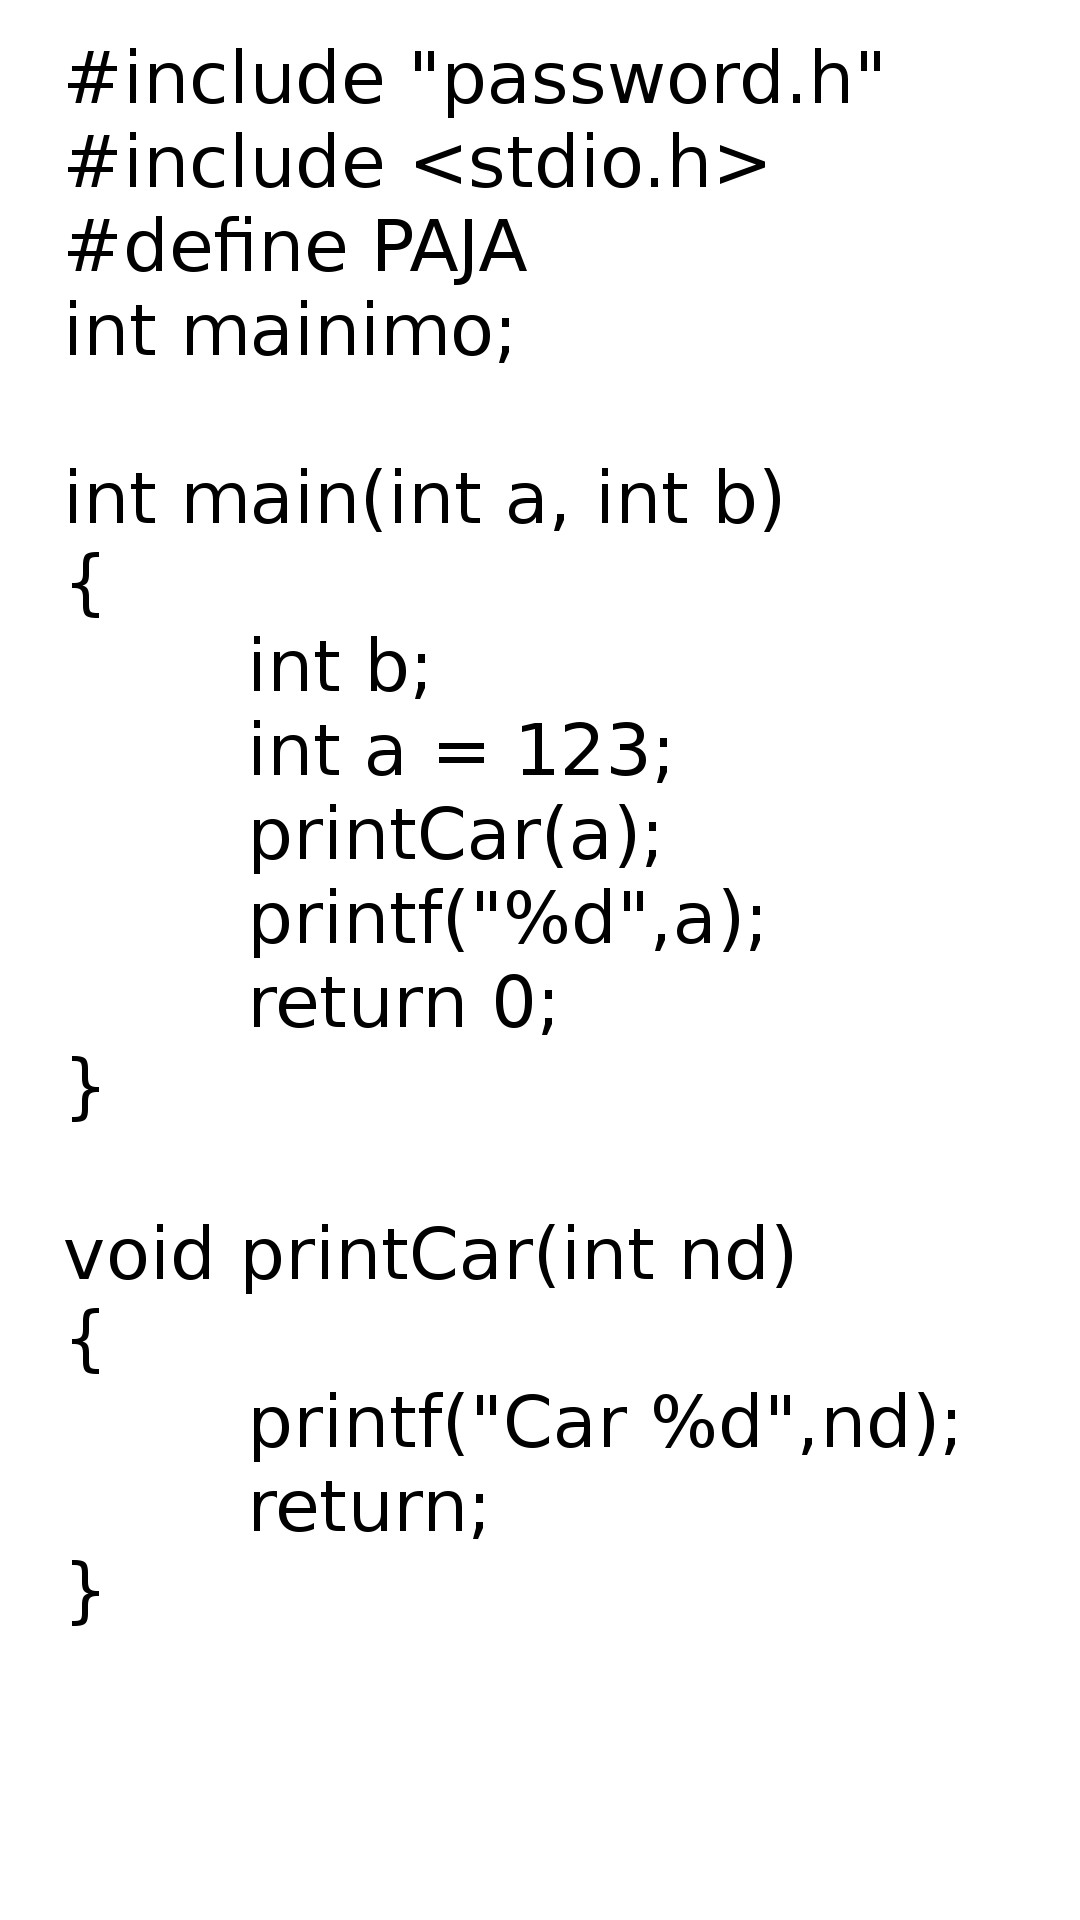 #include "password.h"
#include <stdio.h>
#define PAJA
int mainimo;

int main(int a, int b)
{
	int b;
	int a = 123;
	printCar(a);
	printf("%d",a);
	return 0;
}

void printCar(int nd)
{
	printf("Car %d",nd);
	return;
}